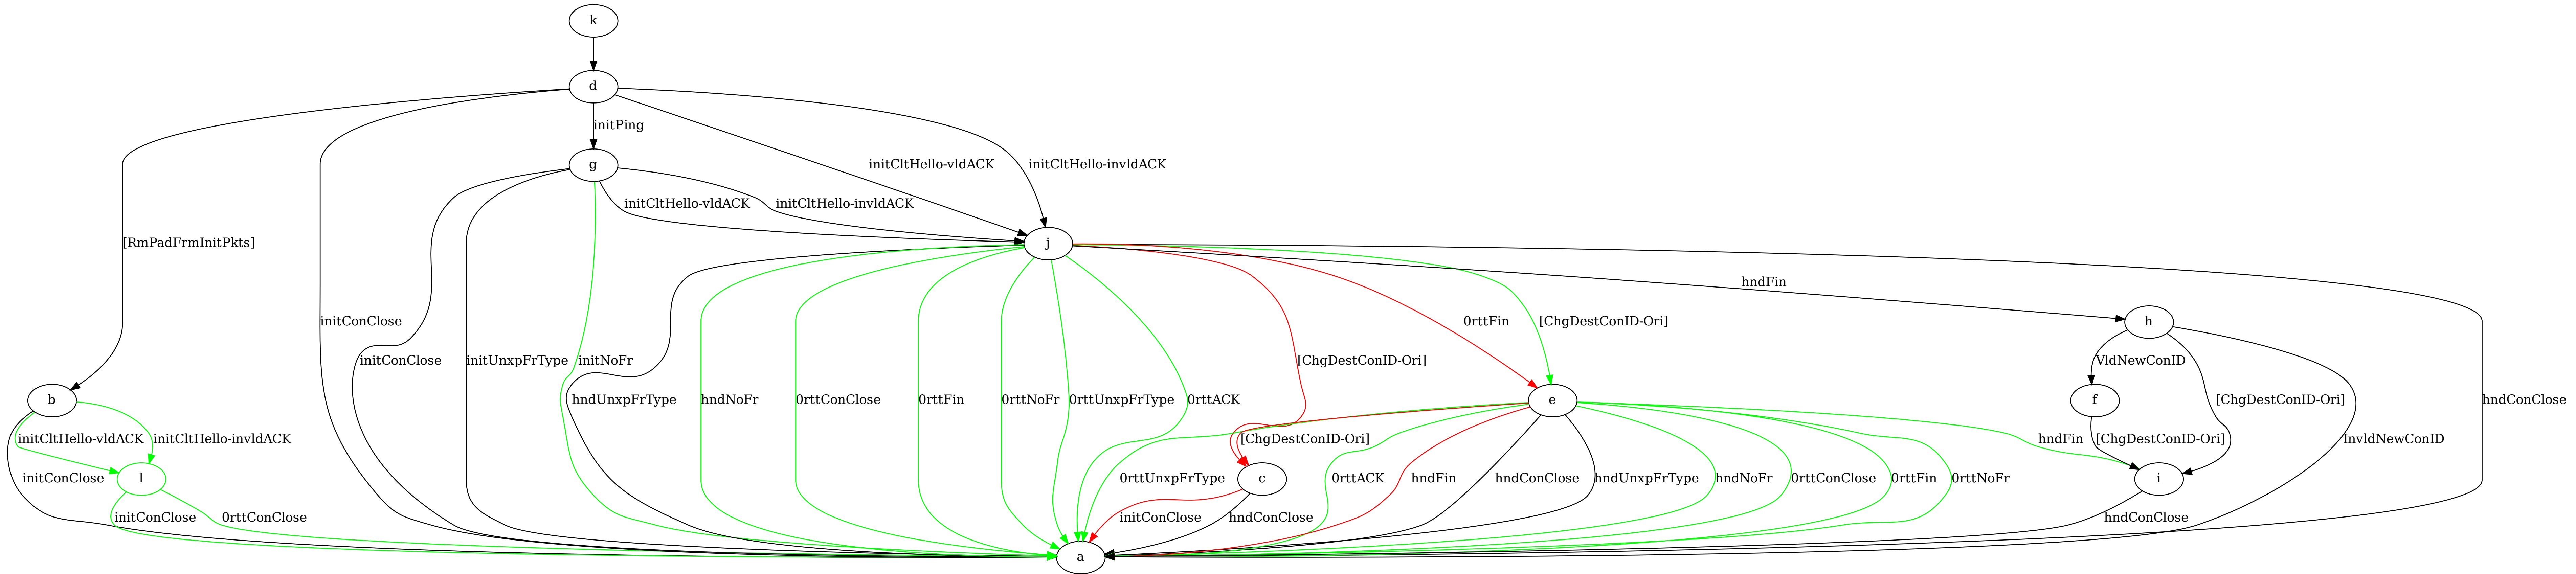 k
d
initPing
g
initCltHello-vldACK
initCltHello-invldACK
initCltHello-vldACK
initCltHello-invldACK
[RmPadFrmInitPkts]
j
hndFin
initConClose
0rttFin
[ChgDestConID-Ori]
h
initConClose
initUnxpFrType
initNoFr
[ChgDestConID-Ori]
VldNewConID
b
hndUnxpFrType
hndNoFr
0rttConClose
0rttFin
0rttNoFr
0rttUnxpFrType
0rttACK
e
f
[ChgDestConID-Ori]
hndConClose
initCltHello-vldACK
initCltHello-invldACK
[ChgDestConID-Ori]
hndFin
[ChgDestConID-Ori]
InvldNewConID
initConClose
l
0rttUnxpFrType
c
0rttACK
hndFin
hndConClose
hndUnxpFrType
hndNoFr
0rttConClose
0rttFin
0rttNoFr
i
initConClose
0rttConClose
initConClose
hndConClose
hndConClose
a